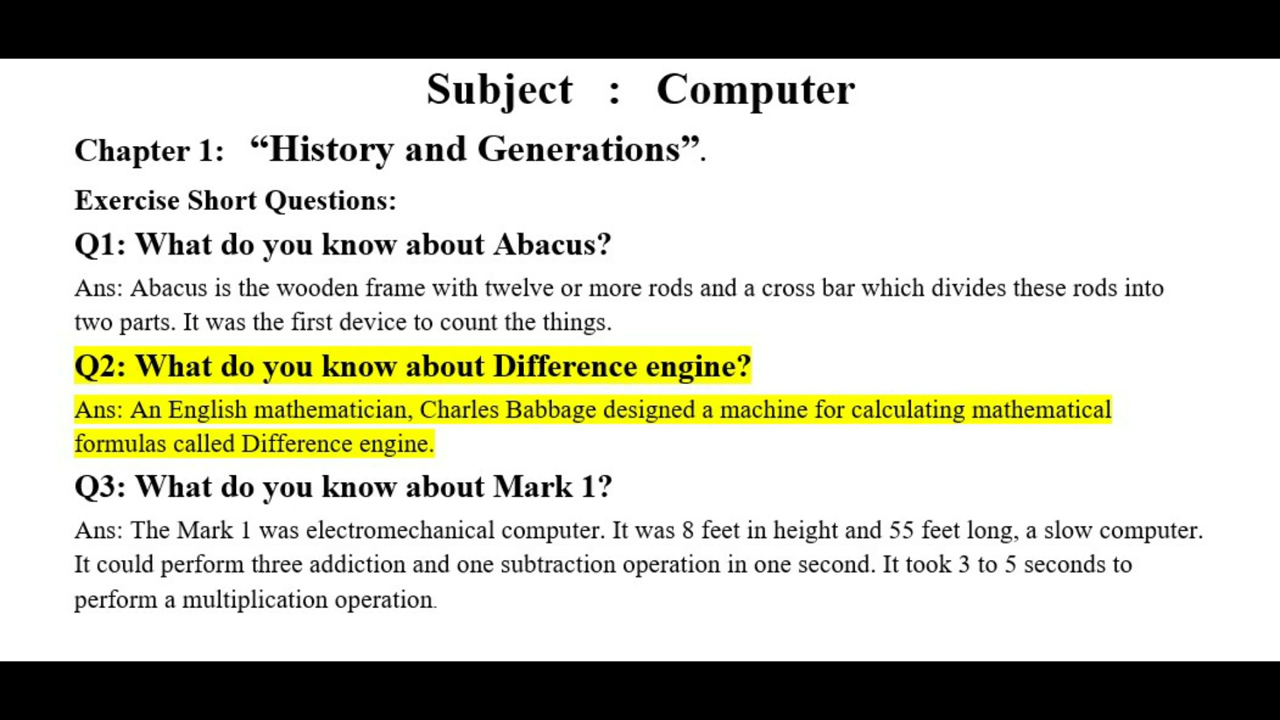 Subject : Computer
Chapter 1: “History and Generations”.
Exercise Short Questions:
Q1: What do you know about Abacus?
Ans: Abacus is the wooden frame with twelve or more rods and a cross bar which divides these rods into
two parts. It was the first device to count the things.
Q2: What do you know about Difference engine?
Ans: An English mathematician, Charles Babbage designed a machine for calculating mathematical
formulas called Difference engine.
Q3: What do you know about Mark 1?
Ans: The Mark 1 was electromechanical computer. It was 8 feet in height and 55 feet long, a slow computer.
It could perform three addiction and one subtraction operation in one second. It took 3 to 5 seconds to
perform a multiplication operation.